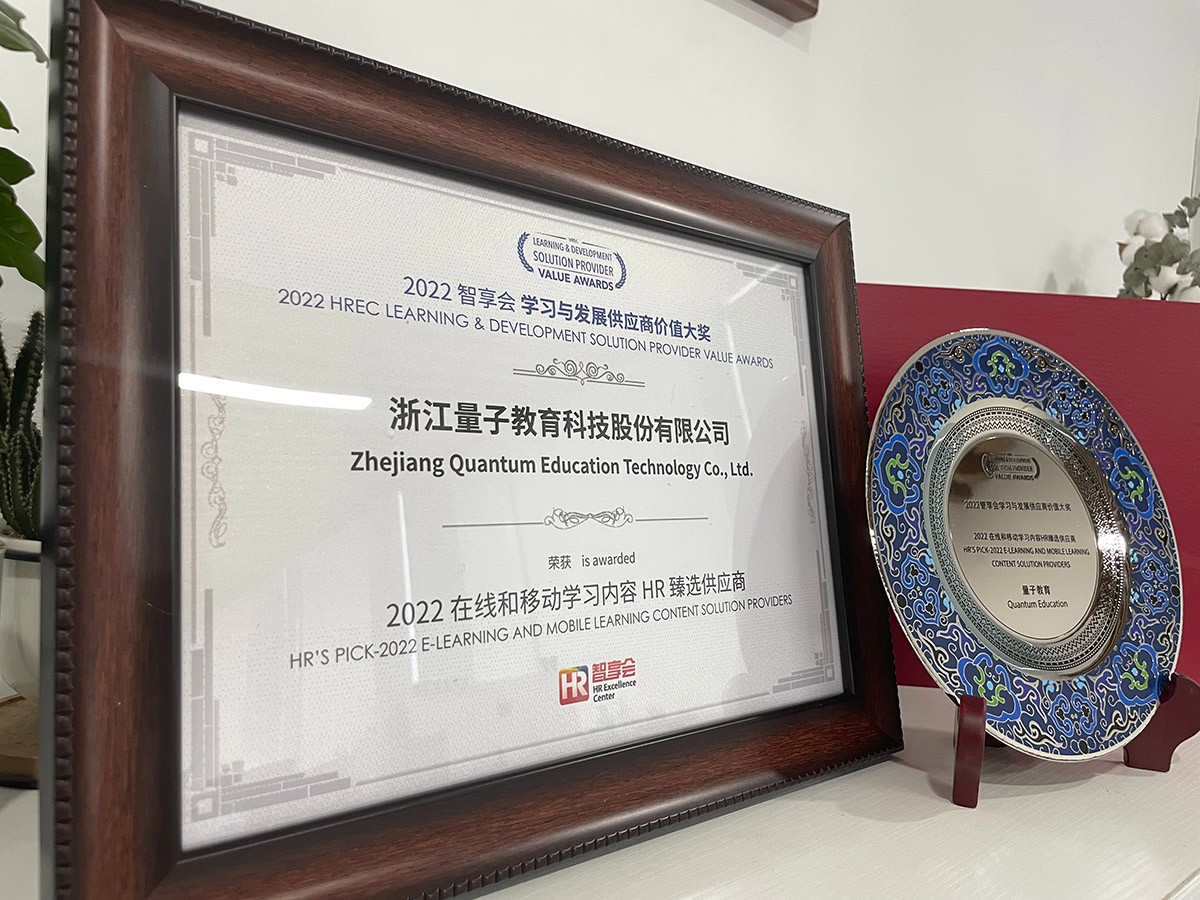 HREC
LEARNING & DEVELOPMENT
SOLUTION PROVIDER
VALUE AWARDS
2022 智享会 学习与发展供应商价值大奖
2022 HREC LEARNING & DEVELOPMENT SOLUTION PROVIDER VALUE AWARDS
浙江量子教育科技股份有限公司
Zhejiang Quantum Education Technology Co., Ltd.
荣获 is awarded
2022 在线和移动学习内容 HR 臻选供应商
HR'S PICK-2022 E-LEARNING AND MOBILE LEARNING CONTENT SOLUTION PROVIDERS
HR 智享会
HR Excellence
Center
LEARNING & DEVELOPMENT
SOLUTION PROVIDER
VALUE AWARDS
2022智享会学习与发展供应商价值大奖
2022 在线和移动学习内容HR臻选供应商
HR'S PICK-2022 E-LEARNING AND MOBILE LEARNING
CONTENT SOLUTION PROVIDERS
量子教育
Quantum Education